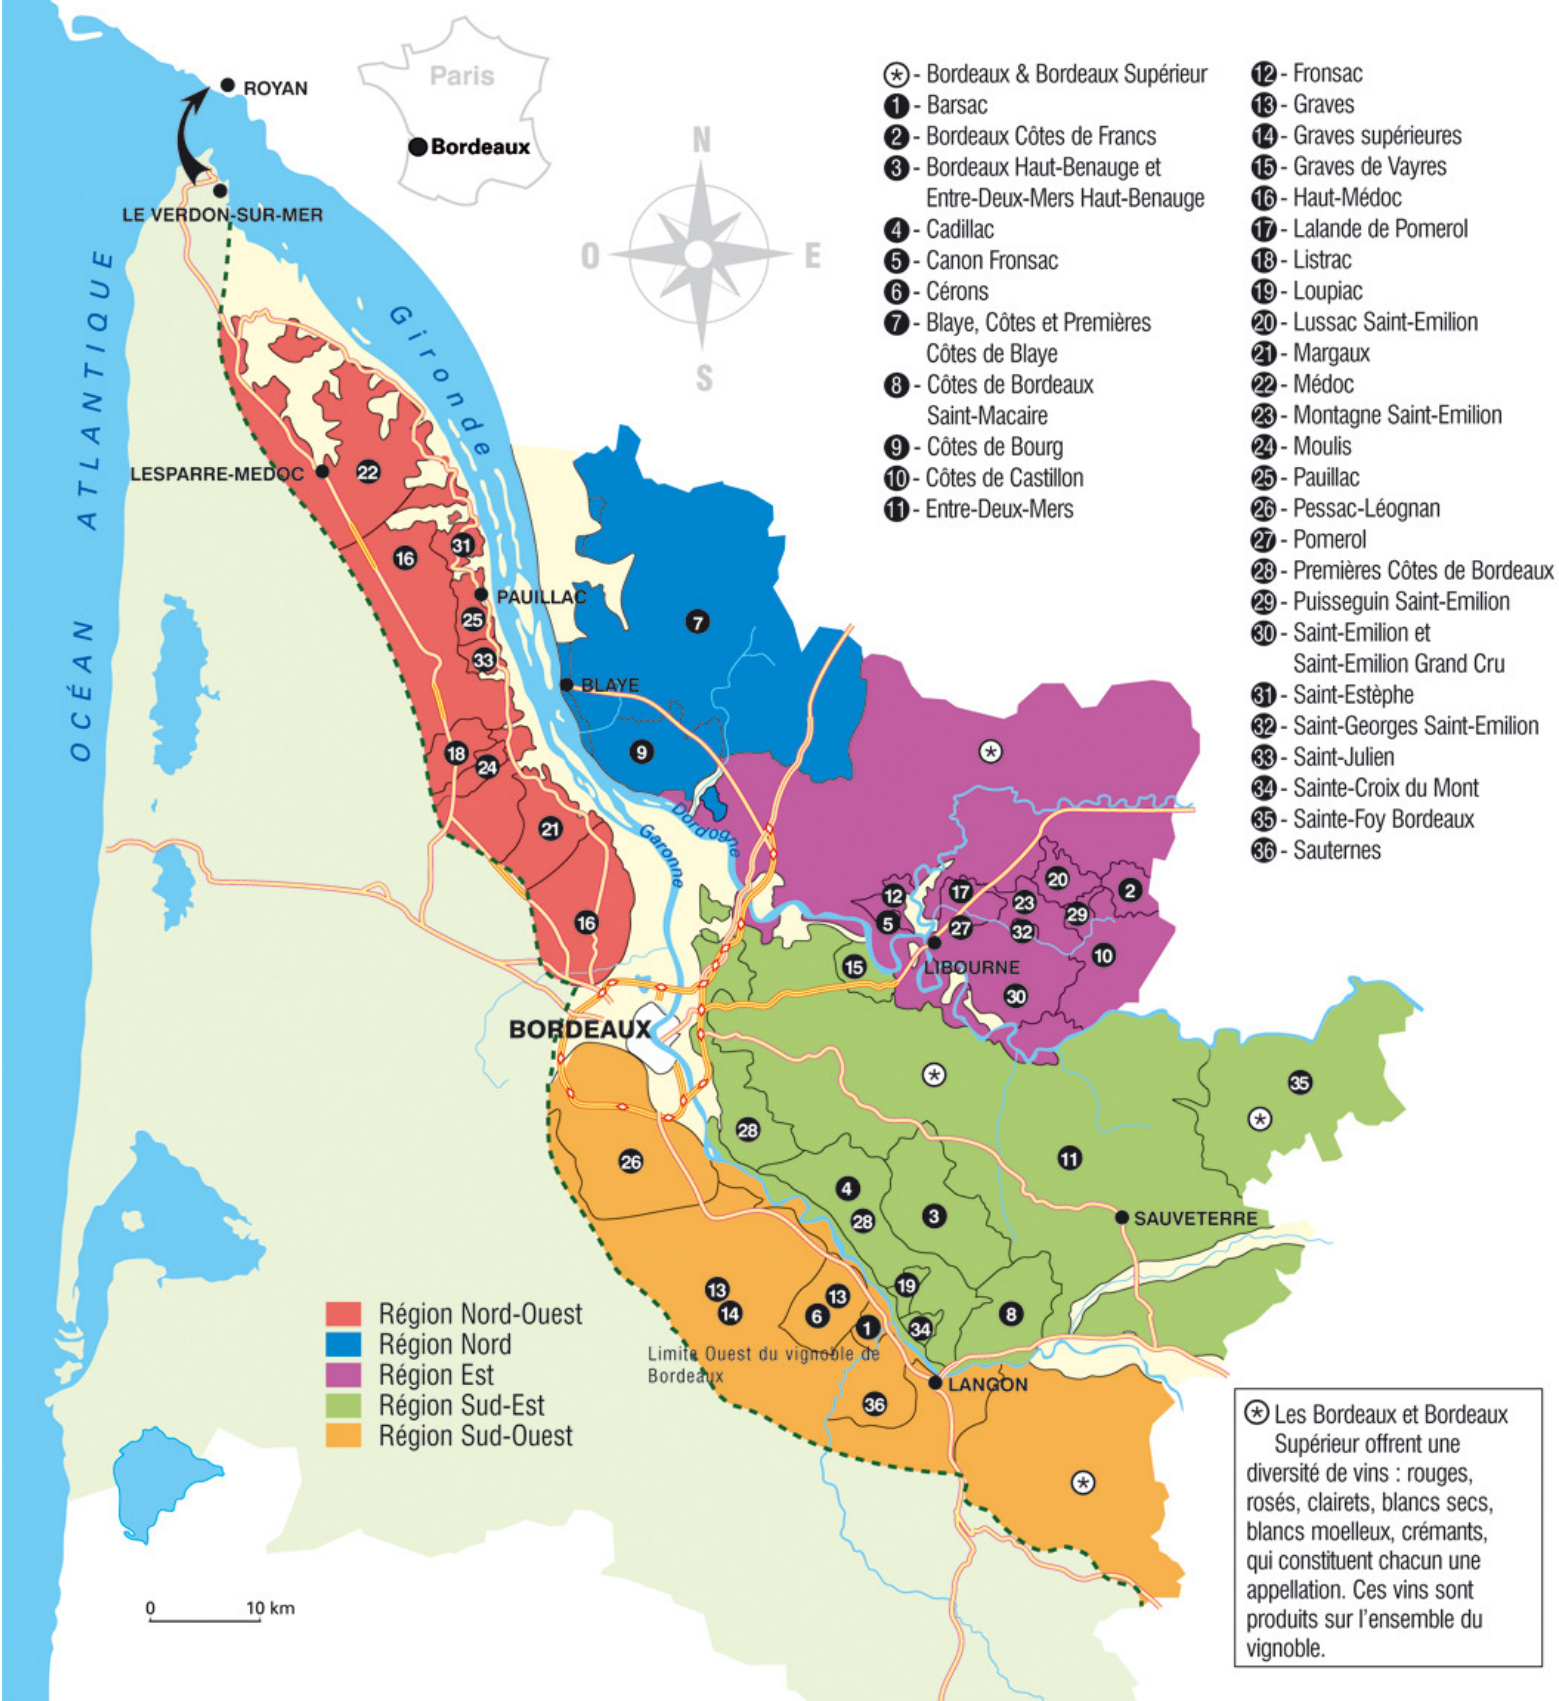 ROYAN
LE VERDON-SUR-MER
Paris
Bordeaux
N
O
E
S
OCÉAN ATLANTIQUE
Gironde
LESPARRE-MEDOC
PAUILLAC
BLAYE
Dordogne
Garonne
LIBOURNE
BORDEAUX
SAUVETERRE
LANGON
22
16
31
25
33
18
24
21
16
7
9
*
12
5
17
27
20
23
29
32
2
10
30
15
*
35
*
28
11
4
28
3
19
34
8
26
13
14
13
6
1
36
*
Limite Ouest du vignoble de
Bordeaux
* - Bordeaux & Bordeaux Supérieur
1 - Barsac
2 - Bordeaux Côtes de Francs
3 - Bordeaux Haut-Benauge et
Entre-Deux-Mers Haut-Benauge
4 - Cadillac
5 - Canon Fronsac
6 - Cérons
7 - Blaye, Côtes et Premières
Côtes de Blaye
8 - Côtes de Bordeaux
Saint-Macaire
9 - Côtes de Bourg
10 - Côtes de Castillon
11 - Entre-Deux-Mers
12 - Fronsac
13 - Graves
14 - Graves supérieures
15 - Graves de Vayres
16 - Haut-Médoc
17 - Lalande de Pomerol
18 - Listrac
19 - Loupiac
20 - Lussac Saint-Emilion
21 - Margaux
22 - Médoc
23 - Montagne Saint-Emilion
24 - Moulis
25 - Pauillac
26 - Pessac-Léognan
27 - Pomerol
28 - Premières Côtes de Bordeaux
29 - Puisseguin Saint-Emilion
30 - Saint-Emilion et
Saint-Emilion Grand Cru
31 - Saint-Estèphe
32 - Saint-Georges Saint-Emilion
33 - Saint-Julien
34 - Sainte-Croix du Mont
35 - Sainte-Foy Bordeaux
36 - Sauternes
Région Nord-Ouest
Région Nord
Région Est
Région Sud-Est
Région Sud-Ouest
0 10 km
* Les Bordeaux et Bordeaux
Supérieur offrent une
diversité de vins : rouges,
rosés, clairets, blancs secs,
blancs moelleux, crémants,
qui constituent chacun une
appellation. Ces vins sont
produits sur l'ensemble du
vignoble.